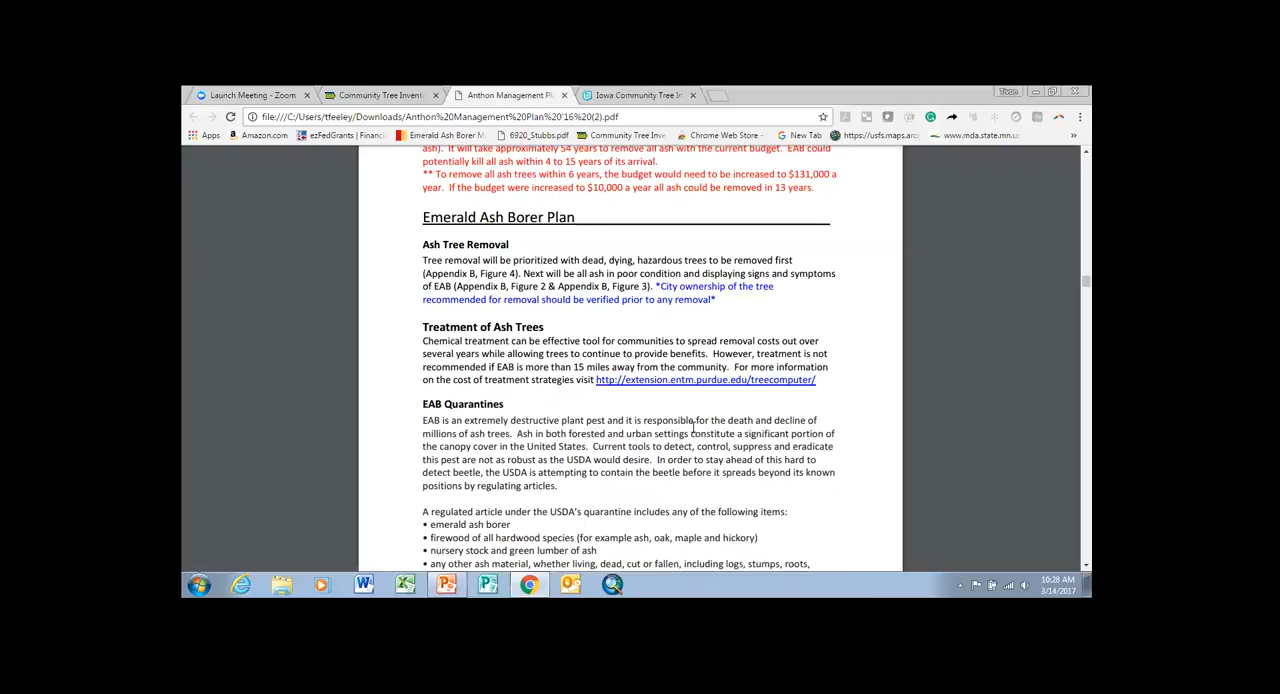 Launch Meeting - Zoom
Community Tree Invent
Anthon Management Pl
Iowa Community Tree In
Tivon
file:///C:/Users/tfeeley/Downloads/Anthon%20Management%20Plan%20'16%20(2).pdf
Apps
Amazon.com
ezFedGrants | Financi
Emerald Ash Borer M
6920_Stubbs.pdf
Community Tree Inve
Chrome Web Store -
New Tab
https://usfs.maps.arc
www.mda.state.mn.u
»
ash). It will take approximately 54 years to remove all ash with the current budget. EAB could
potentially kill all ash within 4 to 15 years of its arrival.
** To remove all ash trees within 6 years, the budget would need to be increased to $131,000 a
year. If the budget were increased to $10,000 a year all ash could be removed in 13 years.
Emerald Ash Borer Plan
Ash Tree Removal
Tree removal will be prioritized with dead, dying, hazardous trees to be removed first
(Appendix B, Figure 4). Next will be all ash in poor condition and displaying signs and symptoms
of EAB (Appendix B, Figure 2 & Appendix B, Figure 3). *City ownership of the tree
recommended for removal should be verified prior to any removal*
Treatment of Ash Trees
Chemical treatment can be effective tool for communities to spread removal costs out over
several years while allowing trees to continue to provide benefits. However, treatment is not
recommended if EAB is more than 15 miles away from the community. For more information
on the cost of treatment strategies visit http://extension.entm.purdue.edu/treecomputer/
EAB Quarantines
EAB is an extremely destructive plant pest and it is responsible for the death and decline of
millions of ash trees. Ash in both forested and urban settings constitute a significant portion of
the canopy cover in the United States. Current tools to detect, control, suppress and eradicate
this pest are not as robust as the USDA would desire. In order to stay ahead of this hard to
detect beetle, the USDA is attempting to contain the beetle before it spreads beyond its known
positions by regulating articles.
A regulated article under the USDA's quarantine includes any of the following items:
• emerald ash borer
• firewood of all hardwood species (for example ash, oak, maple and hickory)
• nursery stock and green lumber of ash
• any other ash material, whether living, dead, cut or fallen, including logs, stumps, roots,
10:28 AM
3/14/2017